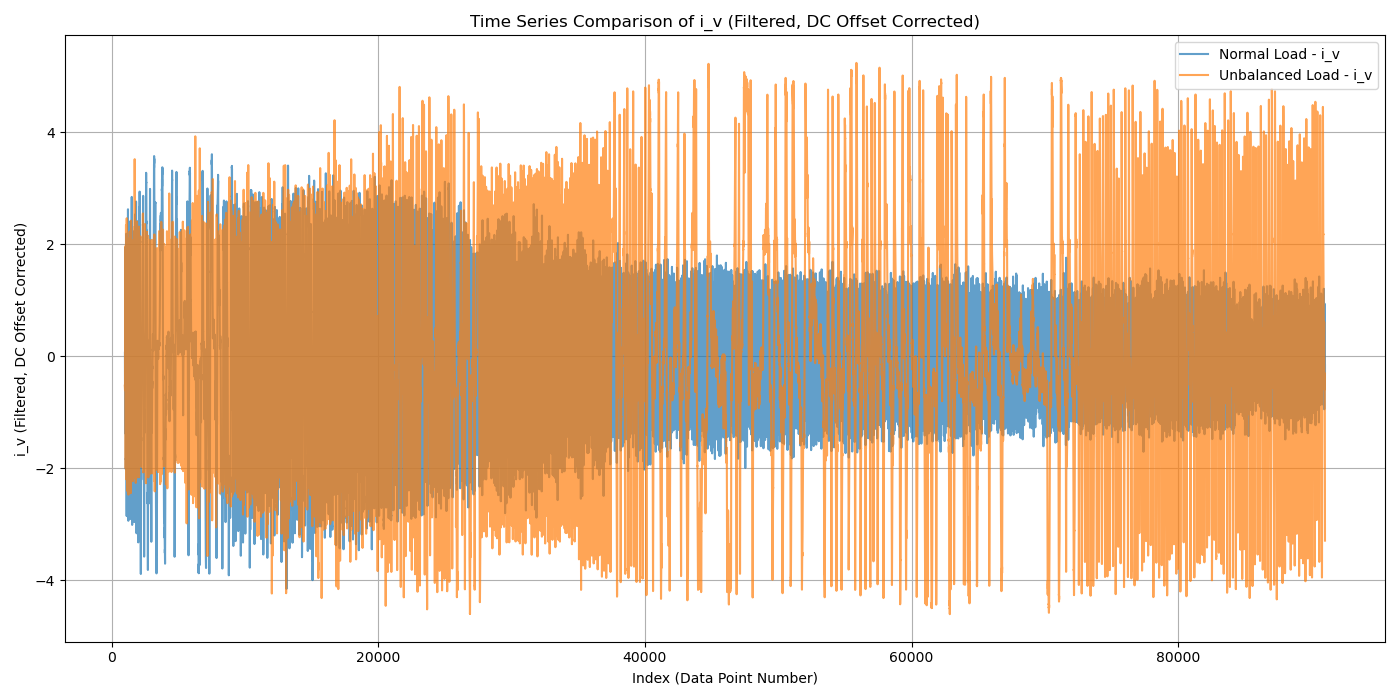 Time Series Comparison of i_v (Filtered, DC Offset Corrected)
Normal Load - i_v
Unbalanced Load - i_v
i_v (Filtered, DC Offset Corrected)
4
2
0
−2
−4
0
20000
40000
60000
80000
Index (Data Point Number)